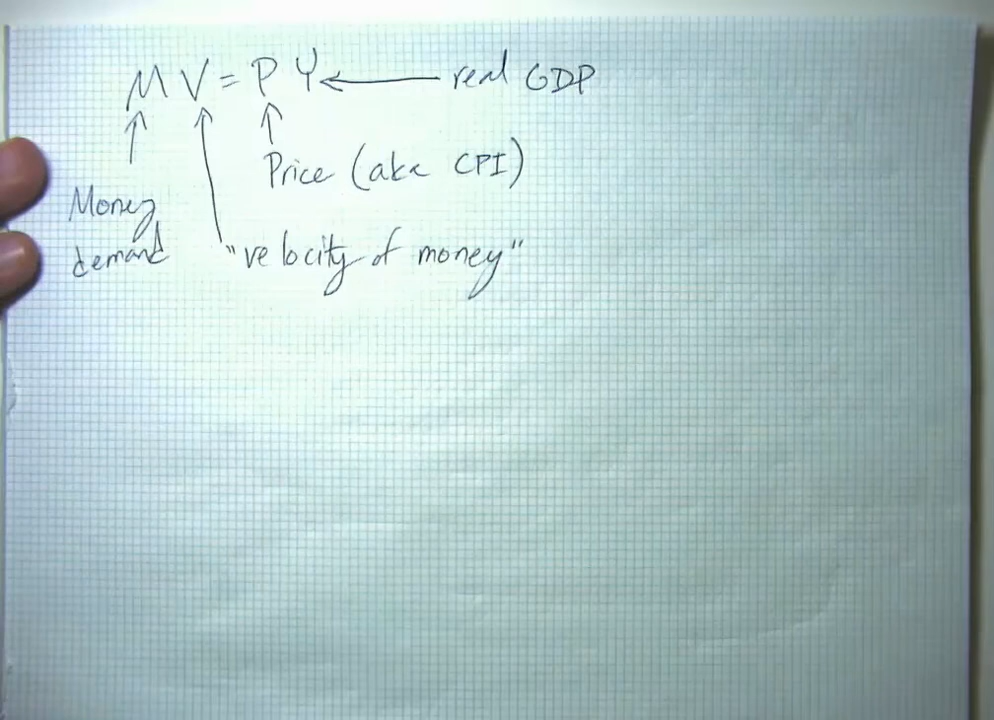 MV = PY ← real GDP
Price (aka CPI)
Money
demand
"velocity of money"